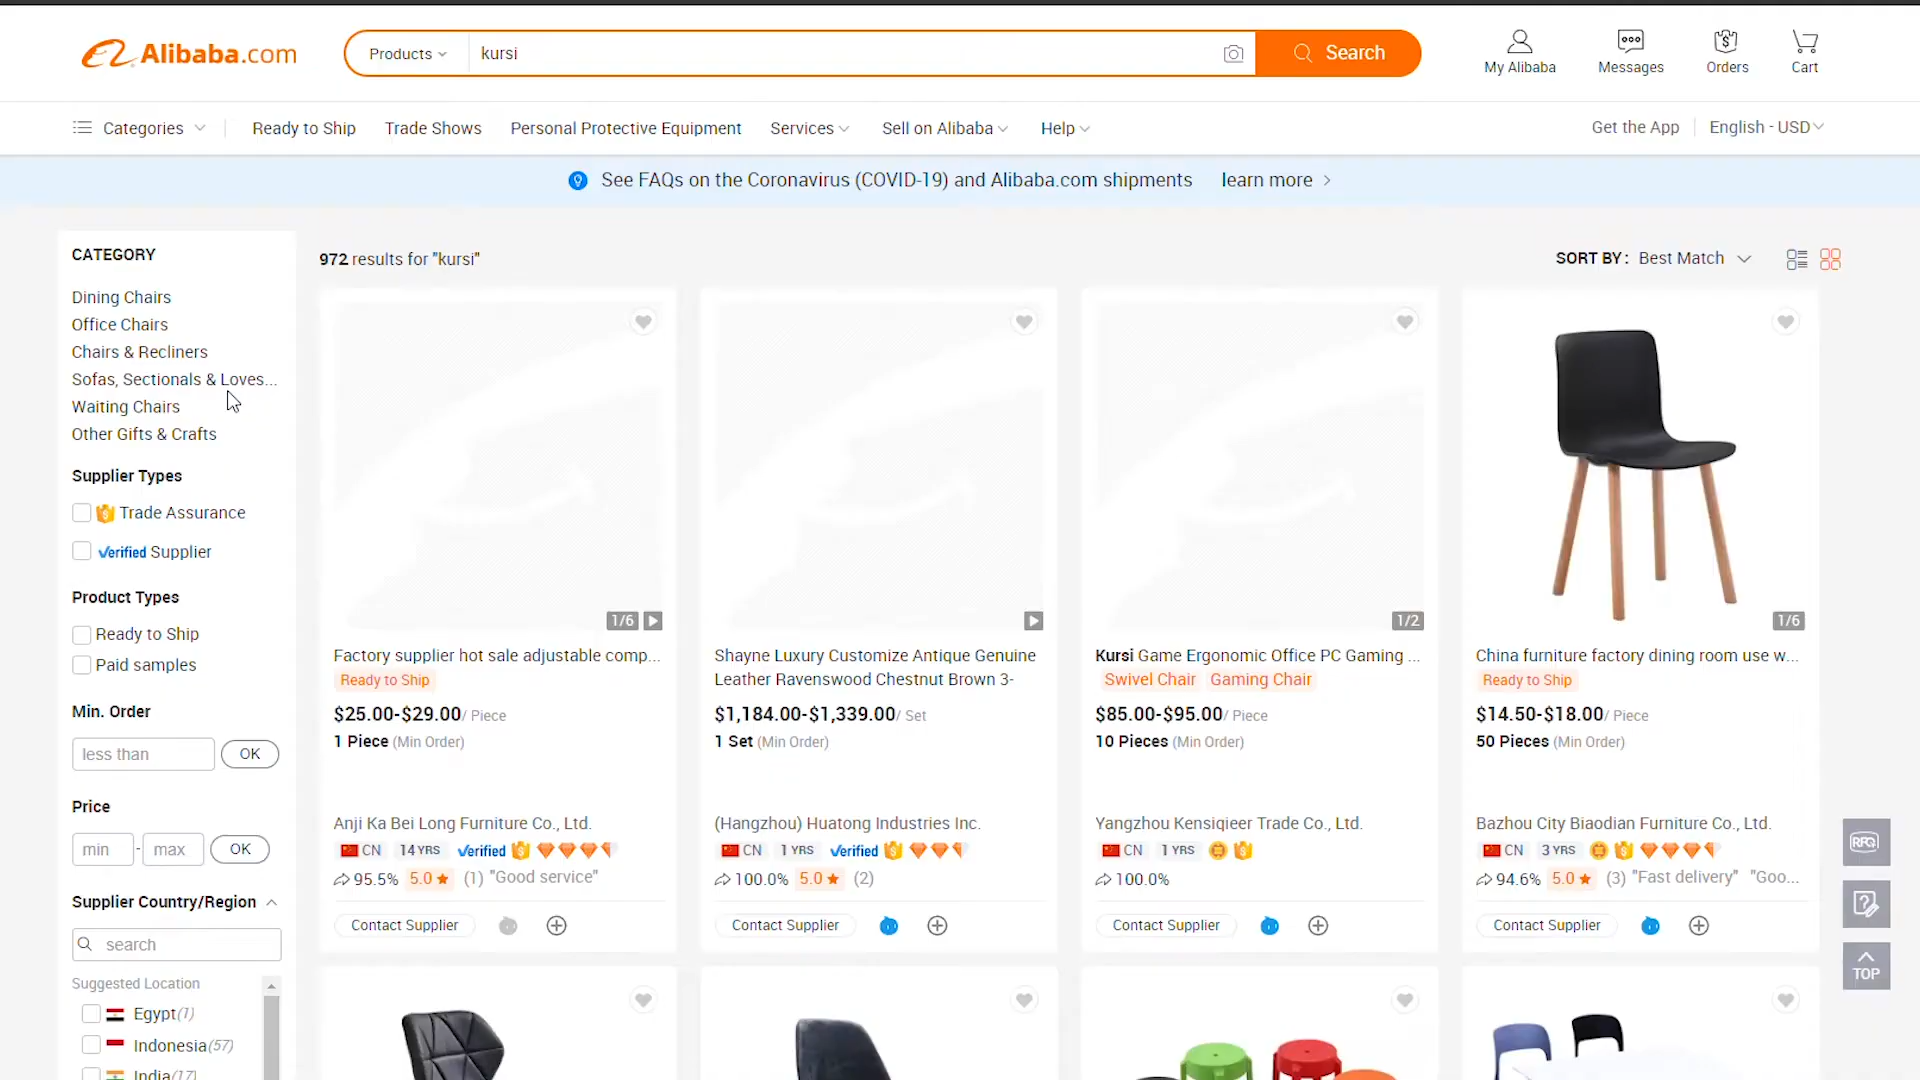 Alibaba.com
Products
kursi
Search
My Alibaba
Messages
Orders
Cart
Categories
Ready to Ship
Trade Shows
Personal Protective Equipment
Services
Sell on Alibaba
Help
Get the App
English - USD
See FAQs on the Coronavirus (COVID-19) and Alibaba.com shipments
learn more
CATEGORY
Dining Chairs
Office Chairs
Chairs & Recliners
Sofas, Sectionals & Loves...
Waiting Chairs
Other Gifts & Crafts
Supplier Types
Trade Assurance
Verified Supplier
Product Types
Ready to Ship
Paid samples
Min. Order
less than
OK
Price
min
-
max
OK
Supplier Country/Region
search
Suggested Location
Egypt(1)
Indonesia(57)
India(17)
972 results for "kursi"
SORT BY : Best Match
1/6
Factory supplier hot sale adjustable comp...
Ready to Ship
$25.00-$29.00/ Piece
1 Piece (Min Order)
Anji Ka Bei Long Furniture Co., Ltd.
CN 14 YRS Verified
95.5% 5.0 (1) "Good service"
Contact Supplier
Shayne Luxury Customize Antique Genuine
Leather Ravenswood Chestnut Brown 3-
$1,184.00-$1,339.00/ Set
1 Set (Min Order)
(Hangzhou) Huatong Industries Inc.
CN 1 YRS Verified
100.0% 5.0 (2)
Contact Supplier
1/2
Kursi Game Ergonomic Office PC Gaming ...
Swivel Chair Gaming Chair
$85.00-$95.00/ Piece
10 Pieces (Min Order)
Yangzhou Kensiqieer Trade Co., Ltd.
CN 1 YRS
100.0%
Contact Supplier
1/6
China furniture factory dining room use w...
Ready to Ship
$14.50-$18.00/ Piece
50 Pieces (Min Order)
Bazhou City Biaodian Furniture Co., Ltd.
CN 3 YRS
94.6% 5.0 (3) "Fast delivery" "Goo...
Contact Supplier
RFQ
TOP